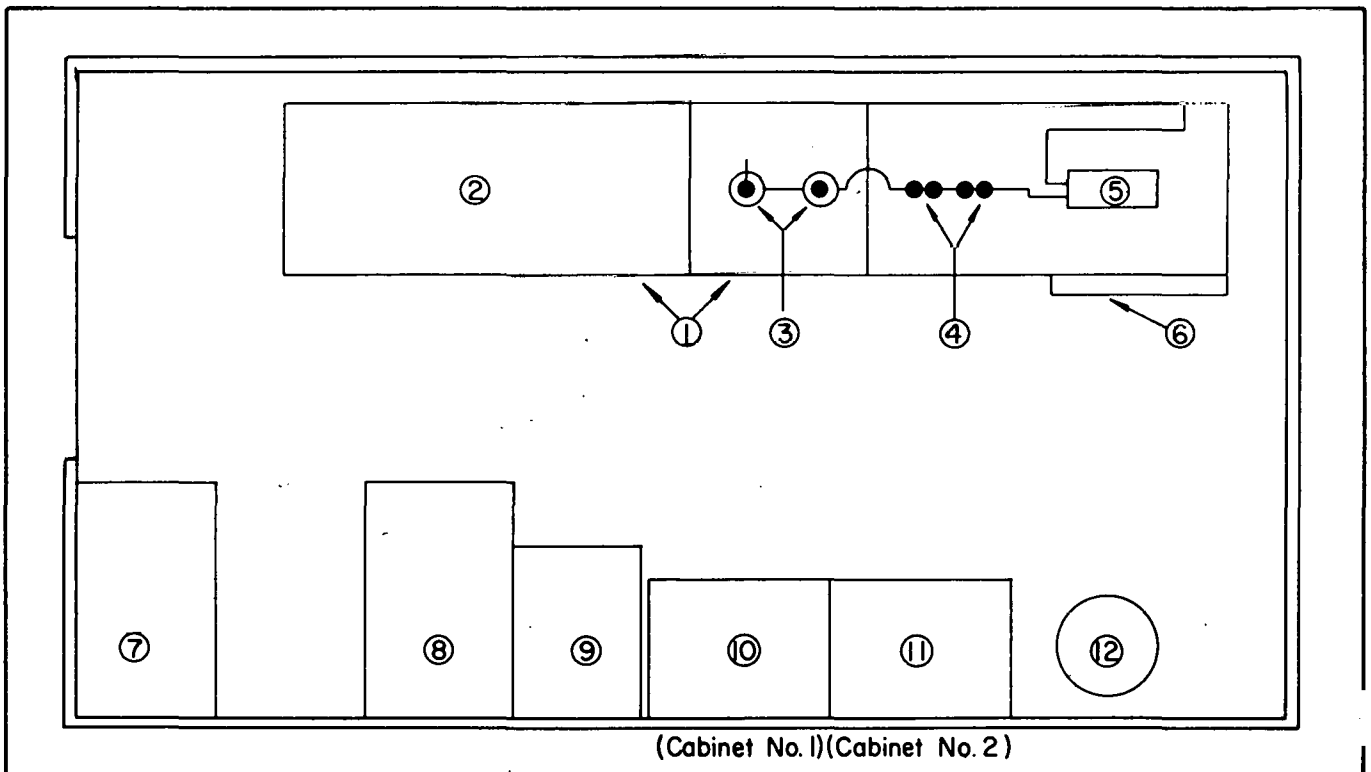 ② ⑤
① ③ ④ ⑥
⑦ ⑧ ⑨ ⑩ ⑪ ⑫
(Cabinet No. 1)(Cabinet No. 2)